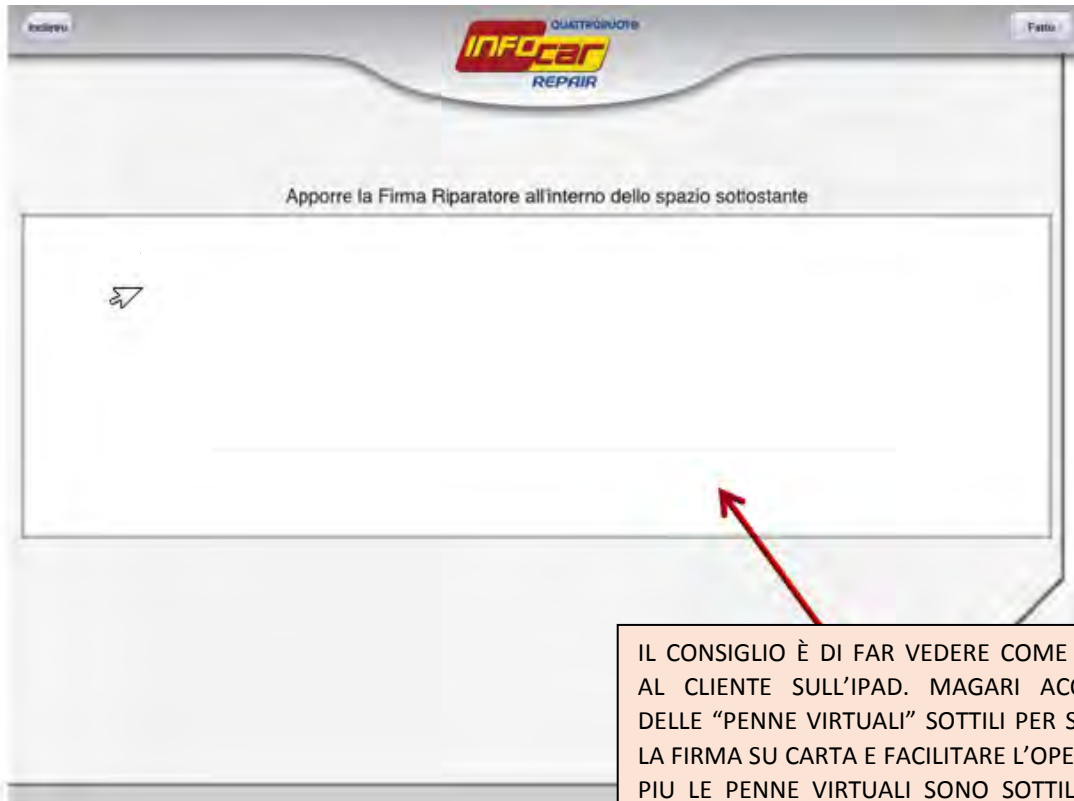 Indietro
QUATTRORUOTE
Fatto
INFOcar
REPAIR
Apporre la Firma Riparatore all'interno dello spazio sottostante
IL CONSIGLIO È DI FAR VEDERE COME
AL CLIENTE SULL'IPAD. MAGARI ACQ
DELLE “PENNE VIRTUALI” SOTTILI PER S
LA FIRMA SU CARTA E FACILITARE L'OPE
PIU LE PENNE VIRTUALI SONO SOTTIL